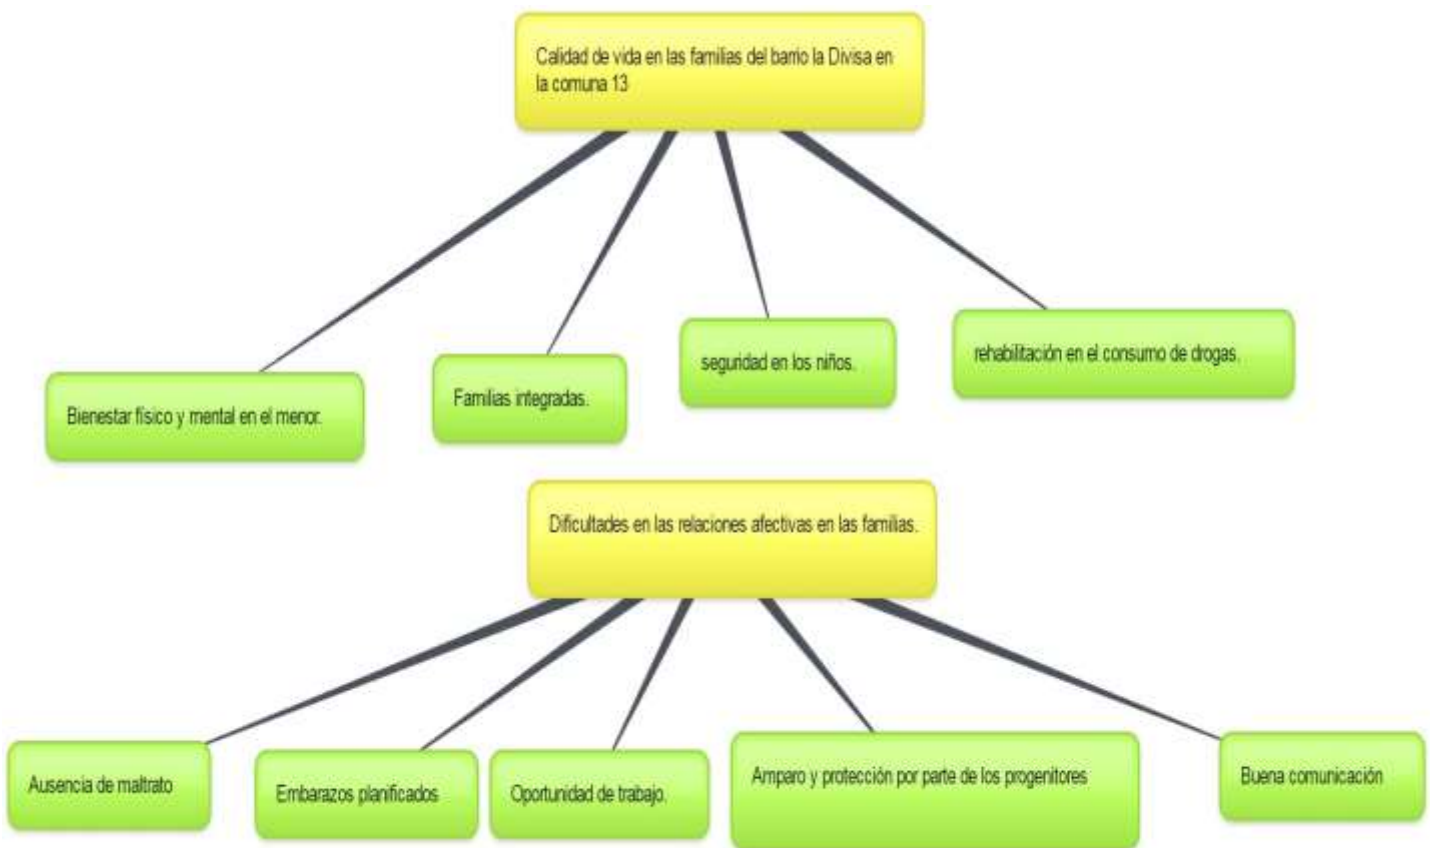 Calidad de vida en las familias del barrio la Divisa en
la comuna 13
Bienestar físico y mental en el menor.
Familias integradas.
seguridad en los niños.
rehabilitación en el consumo de drogas.
Dificultades en las relaciones afectivas en las familias.
Ausencia de maltrato
Embarazos planificados
Oportunidad de trabajo.
Amparo y protección por parte de los progenitores
Buena comunicación